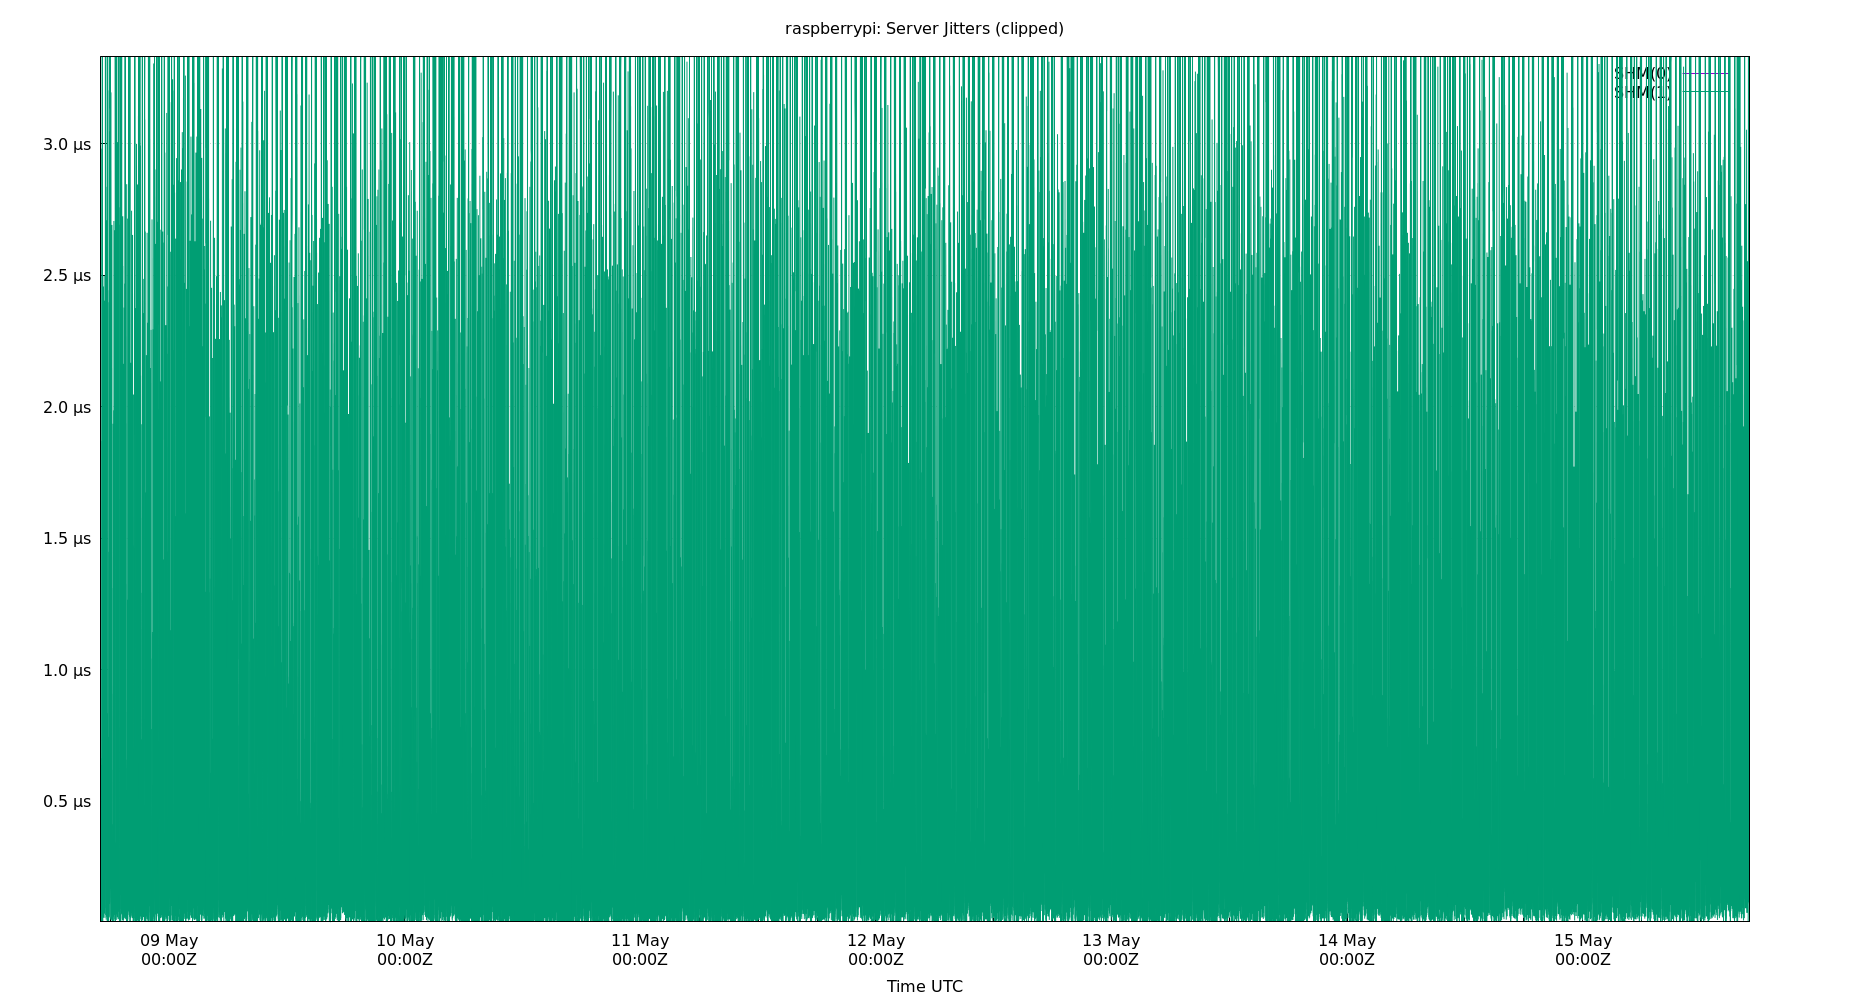 raspberrypi: Server Jitters (clipped)
SHM(0)
SHM(1)
3.0 µs
2.5 µs
2.0 µs
1.5 µs
1.0 µs
0.5 µs
09 May 10 May 11 May 12 May 13 May 14 May 15 May
00:00Z 00:00Z 00:00Z 00:00Z 00:00Z 00:00Z 00:00Z
Time UTC